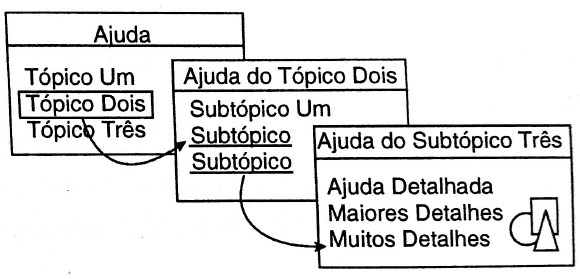 Ajuda
Tópico Um
Tópico Dois
Tópico Três
Ajuda do Tópico Dois
Subtópico Um
Subtópico
Subtópico
Ajuda do Subtópico Três
Ajuda Detalhada
Maiores Detalhes
Muitos Detalhes